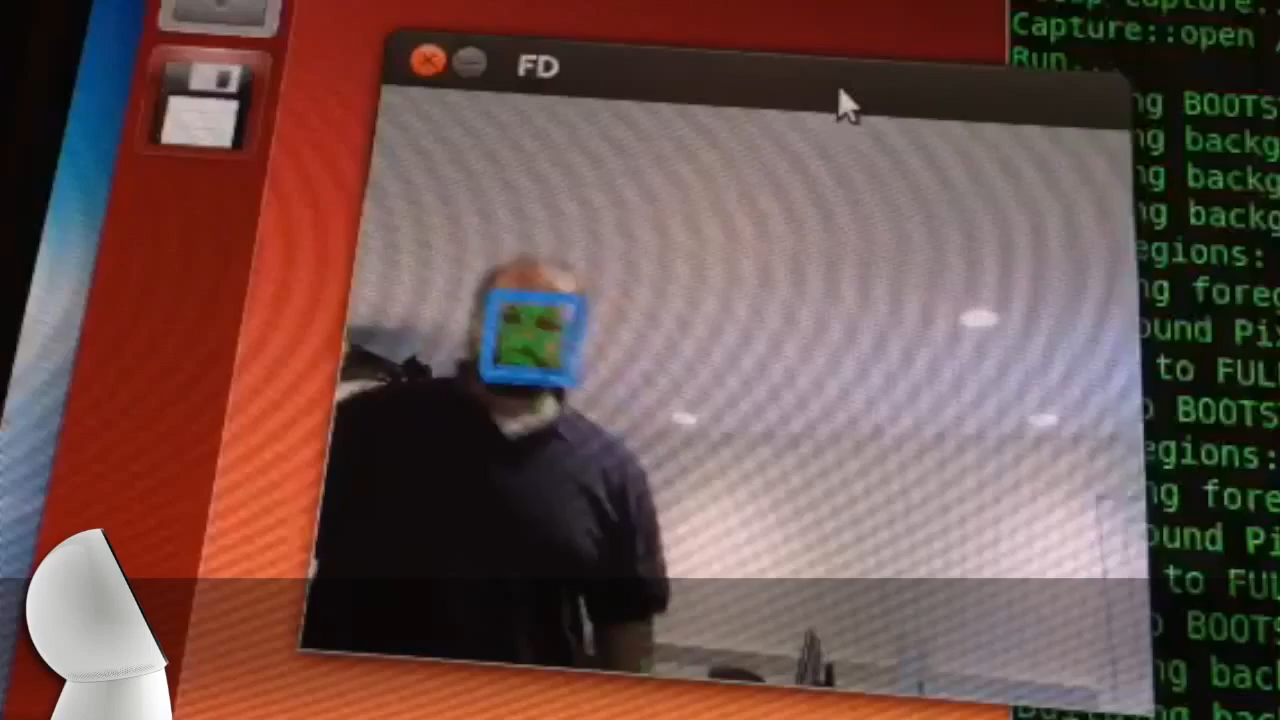 FD
Capture::open
Run..
ng BOOTS
ng backg
ng backg
ng backg
egions:
ng foreg
ound Pix
to FULL
BOOTS
egions:
ng fore
ound Pi
to FUL
BOOTS
ng back